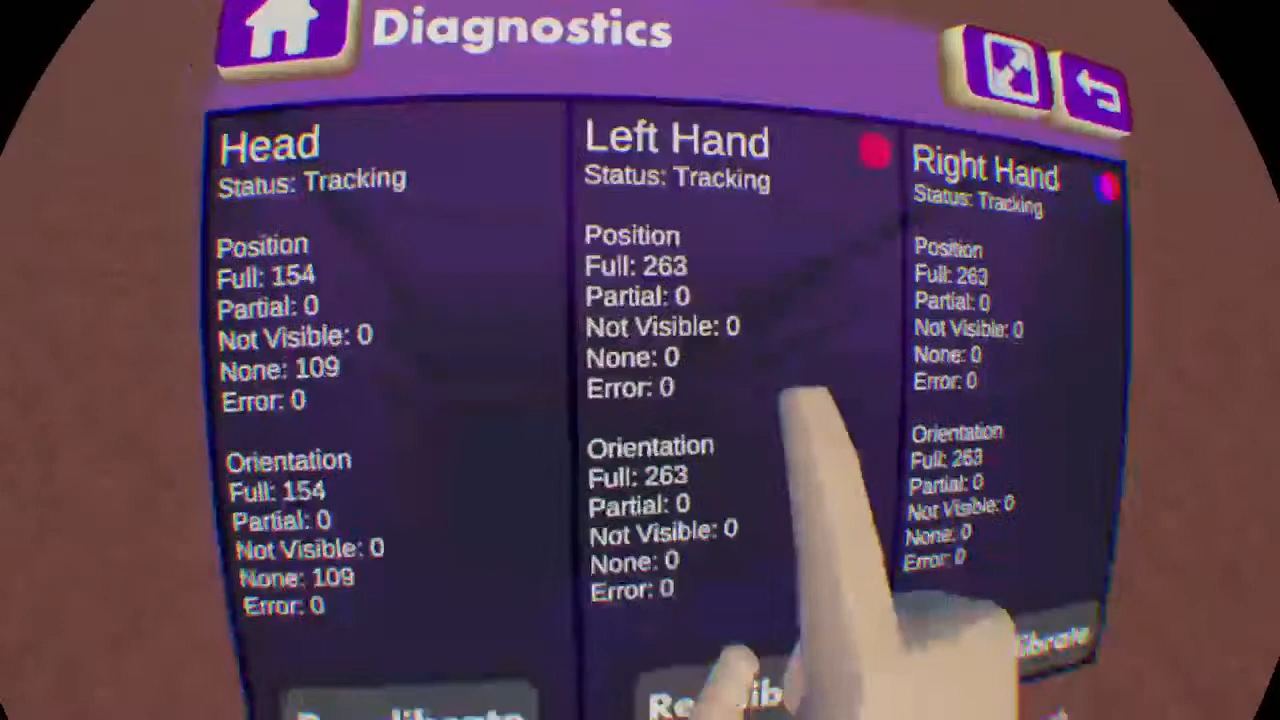 Diagnostics
Head
Status: Tracking
Position
Full: 154
Partial: 0
Not Visible: 0
None: 109
Error: 0
Orientation
Full: 154
Partial: 0
Not Visible: 0
None: 109
Error: 0
Left Hand
Status: Tracking
Position
Full: 263
Partial: 0
Not Visible: 0
None: 0
Error: 0
Orientation
Full: 263
Partial: 0
Not Visible: 0
None: 0
Error: 0
Right Hand
Status: Tracking
Position
Full: 263
Partial: 0
Not Visible: 0
None: 0
Error: 0
Orientation
Full: 263
Partial: 0
Not Visible: 0
None: 0
Error: 0